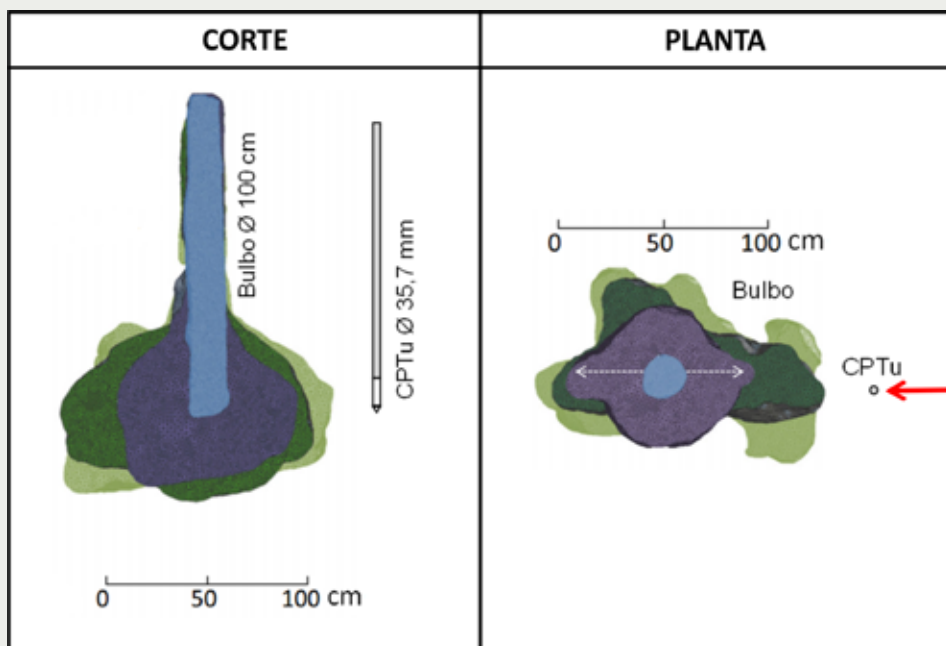 CORTE
PLANTA
Bulbo Ø 100 cm
CPTu Ø 35,7 mm
0 50 100 cm
0 50 100 cm
Bulbo
CPTu